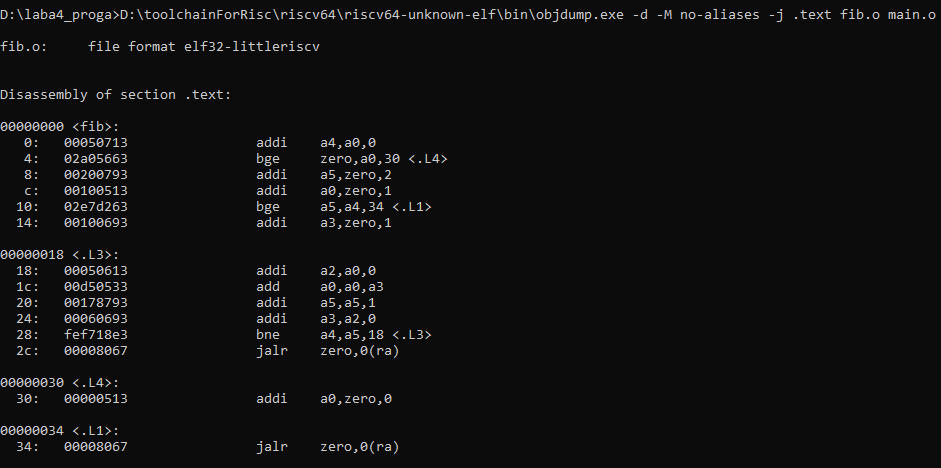 D:\laba4_proga>D:\toolchainForRisc\riscv64\riscv64-unknown-elf\bin\objdump.exe -d -M no-aliases -j .text fib.o main.o
fib.o:     file format elf32-littleriscv
Disassembly of section .text:
00000000 <fib>:
   0:   00050713                addi    a4,a0,0
   4:   02a05663                bge     zero,a0,30 <.L4>
   8:   00200793                addi    a5,zero,2
   c:   00100513                addi    a0,zero,1
  10:   02e7d263                bge     a5,a4,34 <.L1>
  14:   00100693                addi    a3,zero,1
00000018 <.L3>:
  18:   00050613                addi    a2,a0,0
  1c:   00d50533                add     a0,a0,a3
  20:   00178793                addi    a5,a5,1
  24:   00060693                addi    a3,a2,0
  28:   fef718e3                bne     a4,a5,18 <.L3>
  2c:   00008067                jalr    zero,0(ra)
00000030 <.L4>:
  30:   00000513                addi    a0,zero,0
00000034 <.L1>:
  34:   00008067                jalr    zero,0(ra)